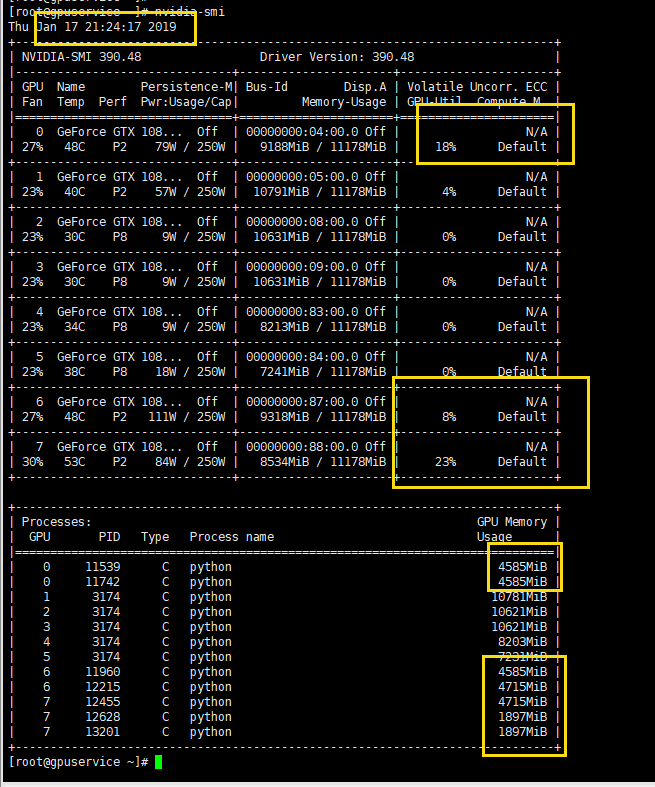 [root@gpuservice ~]# nvidia-smi
Thu Jan 17 21:24:17 2019
+-----------------------------------------------------------------------------+
| NVIDIA-SMI 390.48                 Driver Version: 390.48                    |
|-------------------------------+----------------------+----------------------+
| GPU  Name        Persistence-M| Bus-Id        Disp.A | Volatile Uncorr. ECC |
| Fan  Temp  Perf  Pwr:Usage/Cap|         Memory-Usage | GPU-Util  Compute M. |
|===============================+======================+======================|
|   0  GeForce GTX 108...  Off  | 00000000:04:00.0 Off |                  N/A |
| 27%   48C    P2    79W / 250W |   9188MiB / 11178MiB |     18%      Default |
+-------------------------------+----------------------+----------------------+
|   1  GeForce GTX 108...  Off  | 00000000:05:00.0 Off |                  N/A |
| 23%   40C    P2    57W / 250W |  10791MiB / 11178MiB |      4%      Default |
+-------------------------------+----------------------+----------------------+
|   2  GeForce GTX 108...  Off  | 00000000:08:00.0 Off |                  N/A |
| 23%   30C    P8     9W / 250W |  10631MiB / 11178MiB |      0%      Default |
+-------------------------------+----------------------+----------------------+
|   3  GeForce GTX 108...  Off  | 00000000:09:00.0 Off |                  N/A |
| 23%   30C    P8     9W / 250W |  10631MiB / 11178MiB |      0%      Default |
+-------------------------------+----------------------+----------------------+
|   4  GeForce GTX 108...  Off  | 00000000:83:00.0 Off |                  N/A |
| 23%   34C    P8     9W / 250W |   8213MiB / 11178MiB |      0%      Default |
+-------------------------------+----------------------+----------------------+
|   5  GeForce GTX 108...  Off  | 00000000:84:00.0 Off |                  N/A |
| 23%   38C    P8    18W / 250W |   7241MiB / 11178MiB |      0%      Default |
+-------------------------------+----------------------+----------------------+
|   6  GeForce GTX 108...  Off  | 00000000:87:00.0 Off |                  N/A |
| 27%   48C    P2   111W / 250W |   9318MiB / 11178MiB |      8%      Default |
+-------------------------------+----------------------+----------------------+
|   7  GeForce GTX 108...  Off  | 00000000:88:00.0 Off |                  N/A |
| 30%   53C    P2    84W / 250W |   8534MiB / 11178MiB |     23%      Default |
+-------------------------------+----------------------+----------------------+
+-----------------------------------------------------------------------------+
| Processes:                                                       GPU Memory |
|  GPU       PID   Type   Process name                             Usage      |
|=============================================================================|
|    0     11539      C   python                                      4585MiB |
|    0     11742      C   python                                      4585MiB |
|    1      3174      C   python                                     10781MiB |
|    2      3174      C   python                                     10621MiB |
|    3      3174      C   python                                     10621MiB |
|    4      3174      C   python                                      8203MiB |
|    5      3174      C   python                                      7231MiB |
|    6     11960      C   python                                      4585MiB |
|    6     12215      C   python                                      4715MiB |
|    7     12455      C   python                                      4715MiB |
|    7     12628      C   python                                      1897MiB |
|    7     13201      C   python                                      1897MiB |
+-----------------------------------------------------------------------------+
[root@gpuservice ~]#